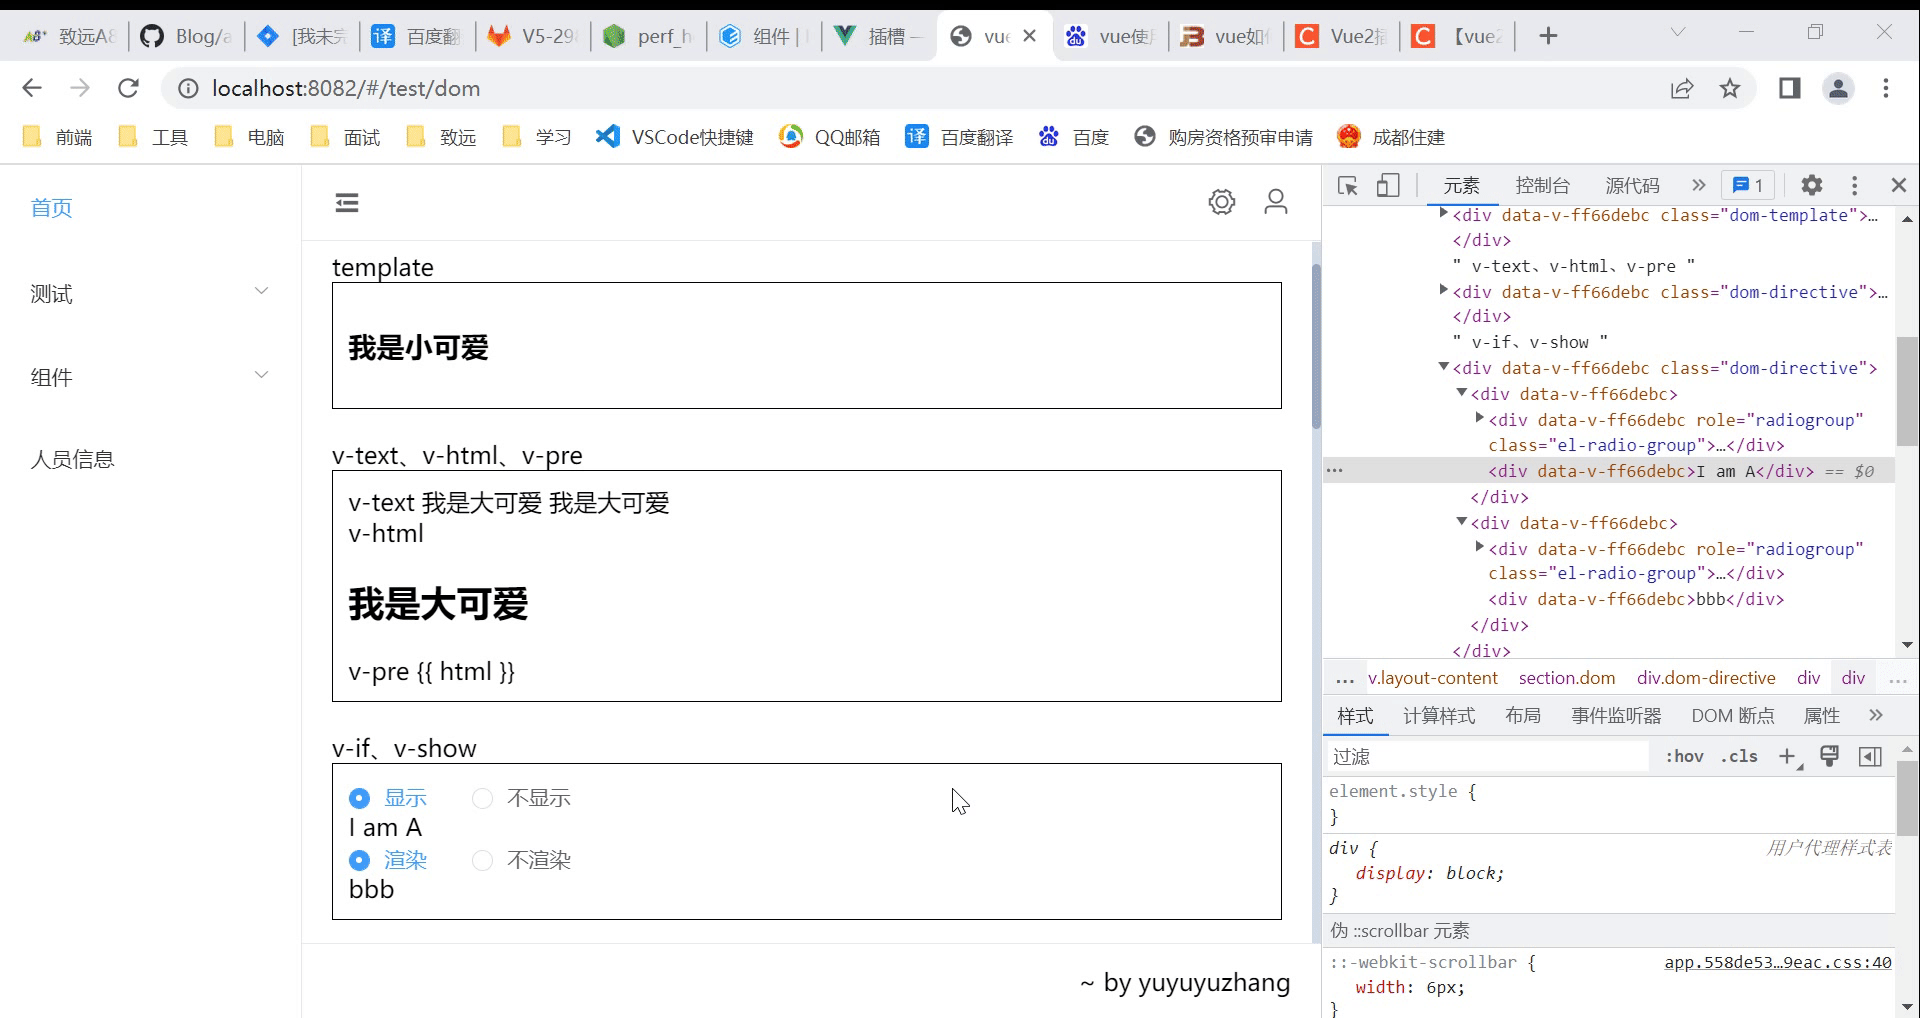 致远A8
Blog/a
[我未完
百度翻
V5-298
perf_h
组件 |
插槽 —
vue
vue使用
vue如何
Vue2插
【vue2
localhost:8082/#/test/dom
前端
工具
电脑
面试
致远
学习
VSCode快捷键
QQ邮箱
译 百度翻译
百度
购房资格预审申请
成都住建
首页
测试
组件
人员信息
template
我是小可爱
v-text、v-html、v-pre
v-text 我是大可爱 我是大可爱
v-html
我是大可爱
v-pre {{ html }}
v-if、v-show
显示 不显示
I am A
渲染 不渲染
bbb
~ by yuyuyuzhang
元素 控制台 源代码 » 1
<div data-v-ff66debc class="dom-template">…
</div>
" v-text、v-html、v-pre "
<div data-v-ff66debc class="dom-directive">…
</div>
" v-if、v-show "
<div data-v-ff66debc class="dom-directive">
<div data-v-ff66debc>
<div data-v-ff66debc role="radiogroup"
class="el-radio-group">…</div>
<div data-v-ff66debc>I am A</div> == $0
</div>
<div data-v-ff66debc>
<div data-v-ff66debc role="radiogroup"
class="el-radio-group">…</div>
<div data-v-ff66debc>bbb</div>
</div>
</div>
… v.layout-content section.dom div.dom-directive div div …
样式 计算样式 布局 事件监听器 DOM 断点 属性 »
过滤 :hov .cls
element.style {
}
div { 用户代理样式表
display: block;
}
伪 ::scrollbar 元素
::-webkit-scrollbar { app.558de53…9eac.css:40
width: 6px;
}